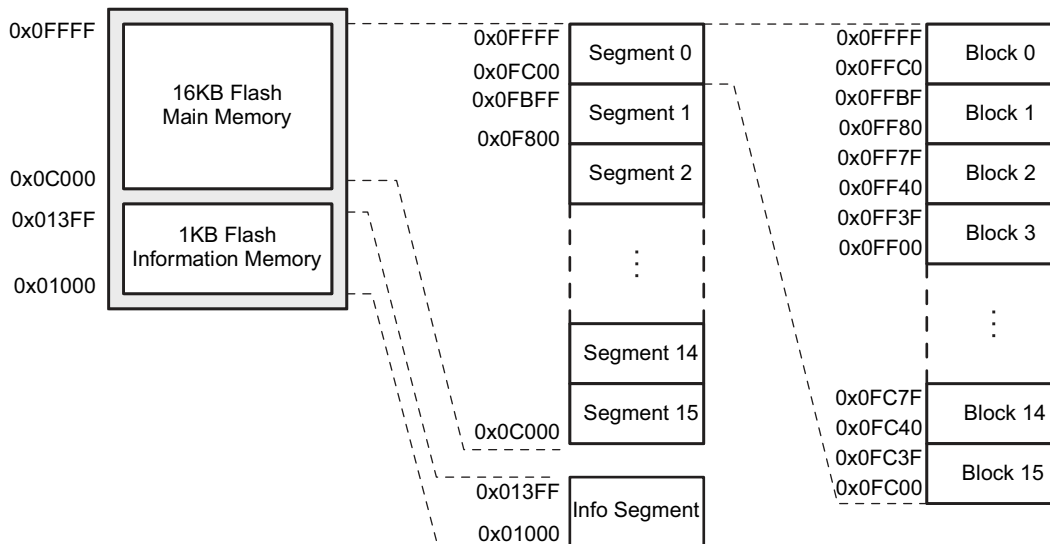 0x0FFFF
16KB Flash
Main Memory
0x0C000
0x013FF
1KB Flash
Information Memory
0x01000
0x0FFFF
Segment 0
0x0FC00
0x0FBFF
Segment 1
0x0F800
Segment 2
⋮
Segment 14
Segment 15
0x0C000
0x013FF
Info Segment
0x01000
0x0FFFF
Block 0
0x0FFC0
0x0FFBF
Block 1
0x0FF80
0x0FF7F
Block 2
0x0FF40
0x0FF3F
Block 3
0x0FF00
⋮
0x0FC7F
Block 14
0x0FC40
0x0FC3F
Block 15
0x0FC00